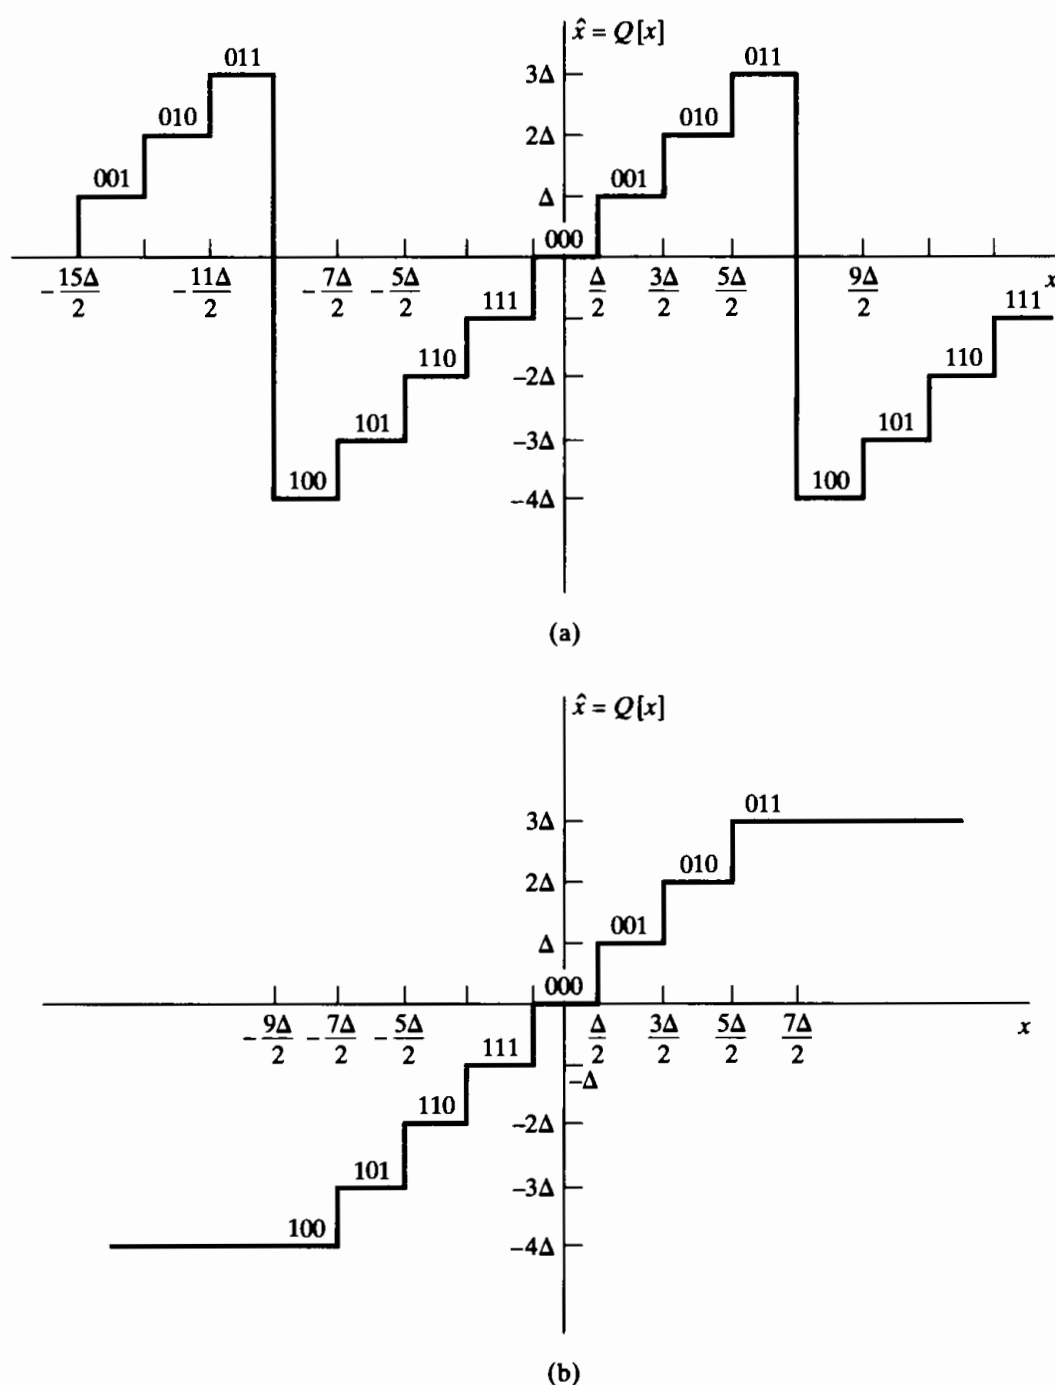 x̂ = Q[x]
011 011
3Δ
010 010
2Δ
001 001
Δ
000
-15Δ/2 -11Δ/2 -7Δ/2 -5Δ/2 Δ/2 3Δ/2 5Δ/2 9Δ/2 x
111 111
110 -2Δ 110
101 -3Δ 101
100 -4Δ 100
(a)
x̂ = Q[x]
011
3Δ
010
2Δ
001
Δ
000
-9Δ/2 -7Δ/2 -5Δ/2 Δ/2 3Δ/2 5Δ/2 7Δ/2 x
111
-Δ
110
-2Δ
101
-3Δ
100
-4Δ
(b)